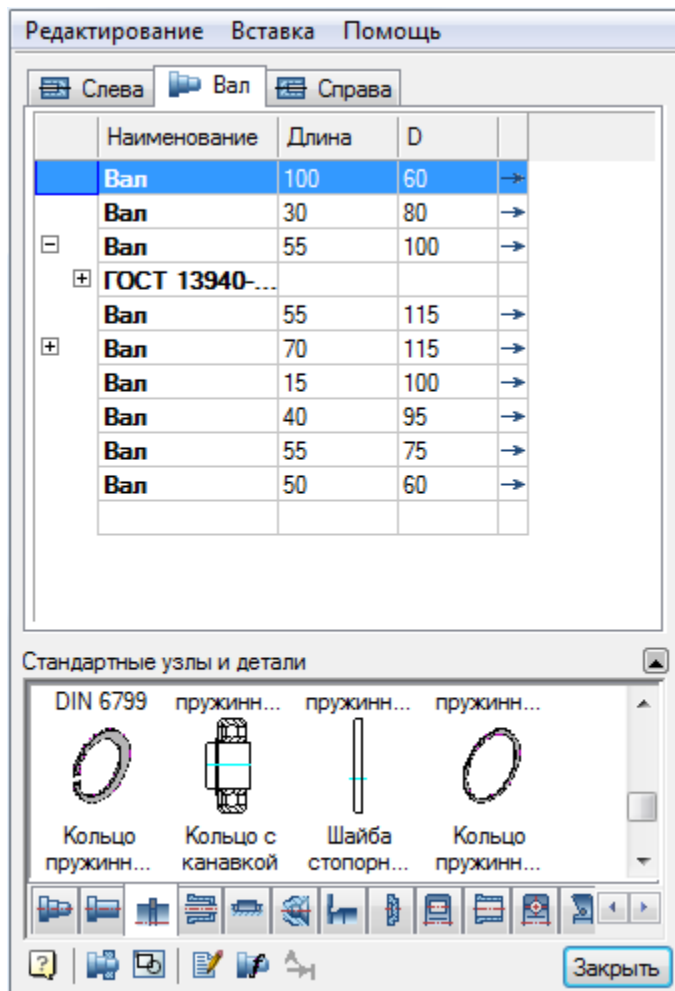 Редактирование Вставка Помощь
Слева Вал Справа
Наименование Длина D
Вал 100 60
Вал 30 80
Вал 55 100
ГОСТ 13940-...
Вал 55 115
Вал 70 115
Вал 15 100
Вал 40 95
Вал 55 75
Вал 50 60
Стандартные узлы и детали
DIN 6799 пружинн... пружинн... пружинн...
Кольцо Кольцо с Шайба Кольцо
пружинн... канавкой стопорн... пружинн...
Закрыть